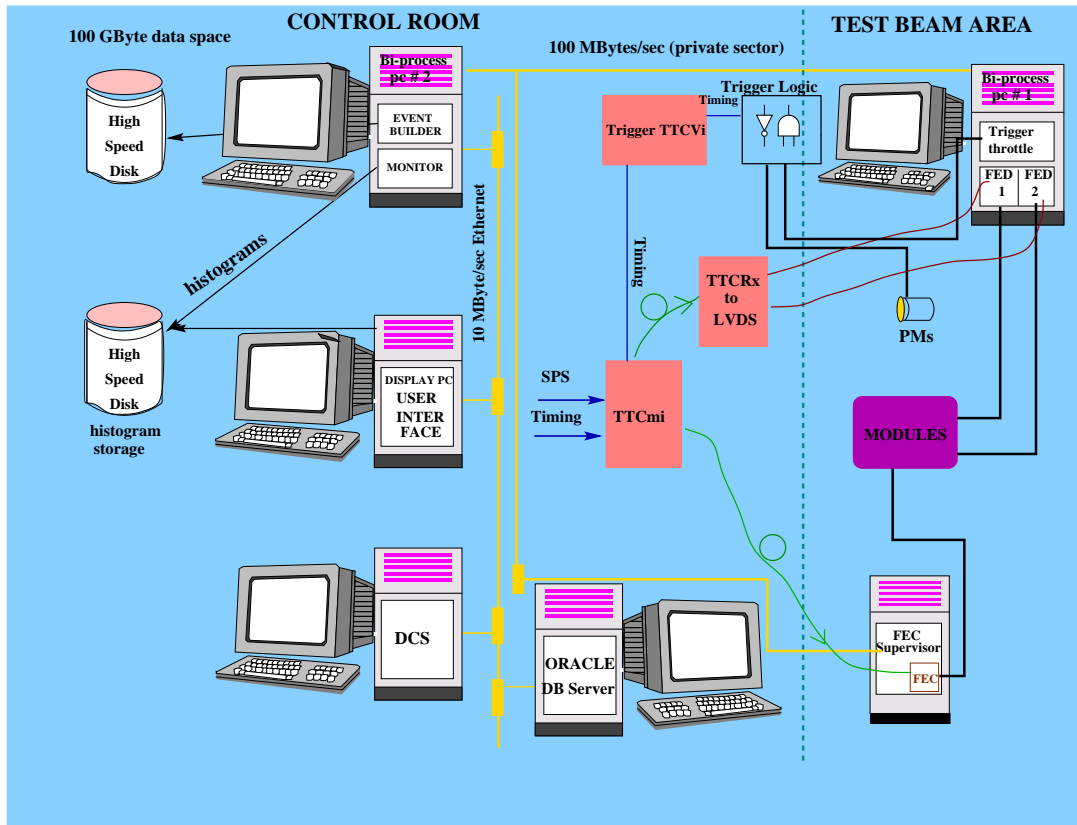 CONTROL ROOM
TEST BEAM AREA
100 GByte data space
100 MBytes/sec (private sector)
Bi-process
pc # 2
EVENT
BUILDER
MONITOR
High
Speed
Disk
Timing
Trigger Logic
Trigger TTCVi
Bi-process
pc # 1
Trigger
throttle
FED
1
FED
2
histograms
10 MByte/sec Ethernet
Timing
TTCRx
to
LVDS
PMs
High
Speed
Disk
histogram
storage
DISPLAY PC
USER
INTER
FACE
SPS
Timing
TTCmi
MODULES
DCS
ORACLE
DB Server
FEC
Supervisor
FEC